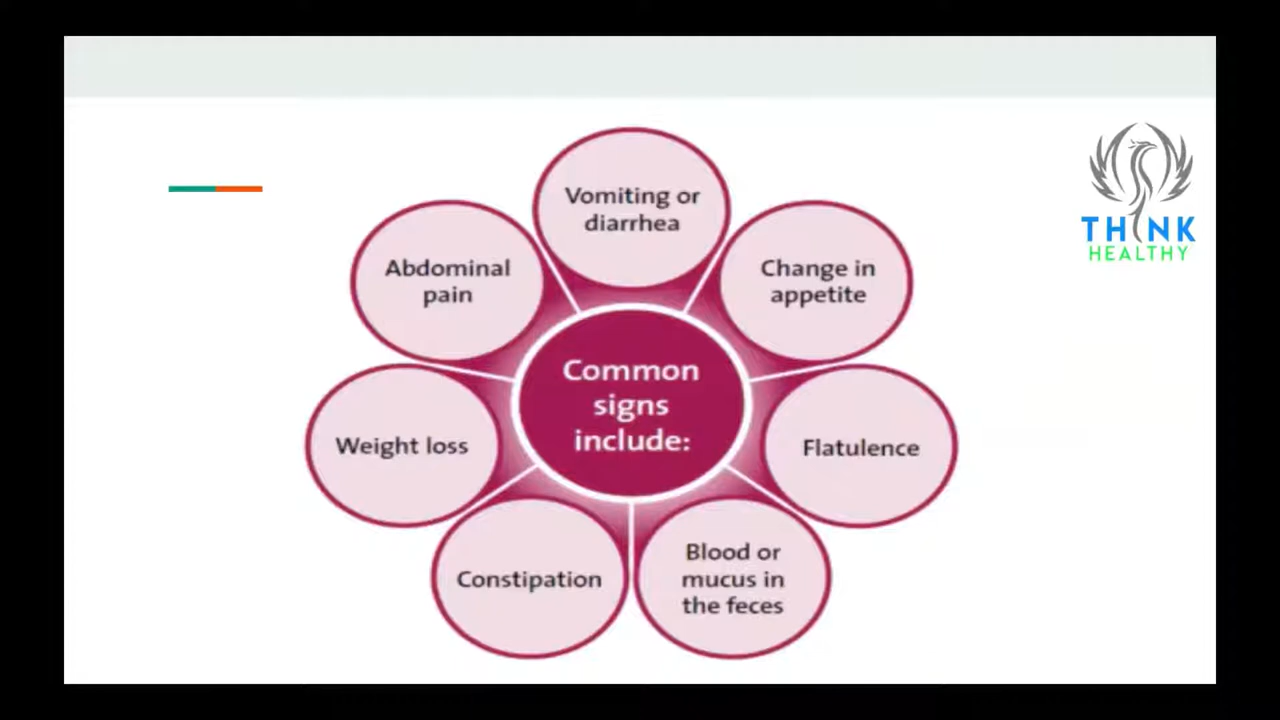 Vomiting or
diarrhea
Abdominal
pain
Change in
appetite
THINK
HEALTHY
Common
signs
include:
Weight loss
Flatulence
Constipation
Blood or
mucus in
the feces